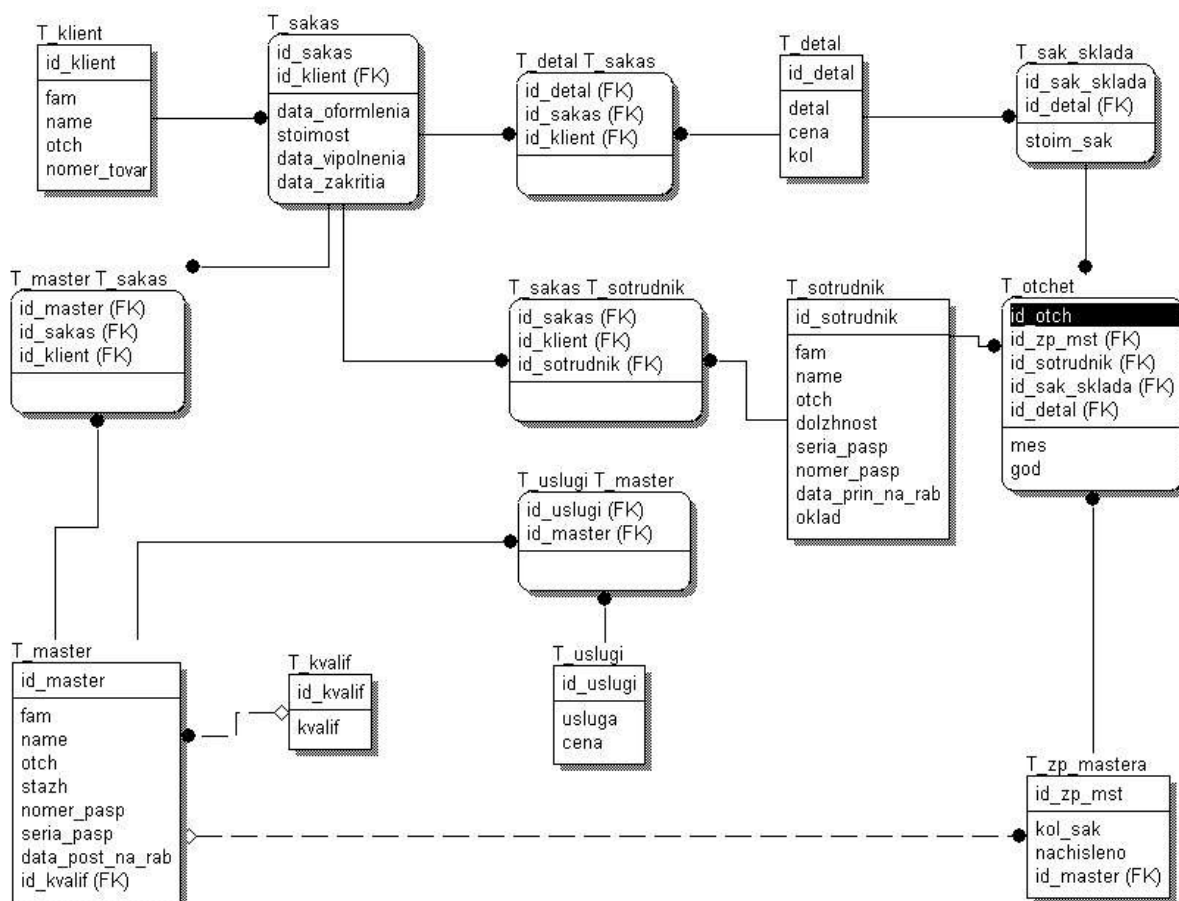 T_klient
id_klient
fam
name
otch
nomer_tovar
T_sakas
id_sakas
id_klient (FK)
data_oformlenia
stoimost
data_vipolnenia
data_zakritia
T_detal T_sakas
id_detal (FK)
id_sakas (FK)
id_klient (FK)
T_detal
id_detal
detal
cena
kol
T_sak_sklada
id_sak_sklada
id_detal (FK)
stoim_sak
T_master T_sakas
id_master (FK)
id_sakas (FK)
id_klient (FK)
T_sakas T_sotrudnik
id_sakas (FK)
id_klient (FK)
id_sotrudnik (FK)
T_sotrudnik
id_sotrudnik
fam
name
otch
dolzhnost
seria_pasp
nomer_pasp
data_prin_na_rab
oklad
T_otchet
id_otch
id_zp_mst (FK)
id_sotrudnik (FK)
id_sak_sklada (FK)
id_detal (FK)
mes
god
T_uslugi T_master
id_uslugi (FK)
id_master (FK)
T_master
id_master
fam
name
otch
stazh
nomer_pasp
seria_pasp
data_post_na_rab
id_kvalif (FK)
T_kvalif
id_kvalif
kvalif
T_uslugi
id_uslugi
usluga
cena
T_zp_mastera
id_zp_mst
kol_sak
nachisleno
id_master (FK)